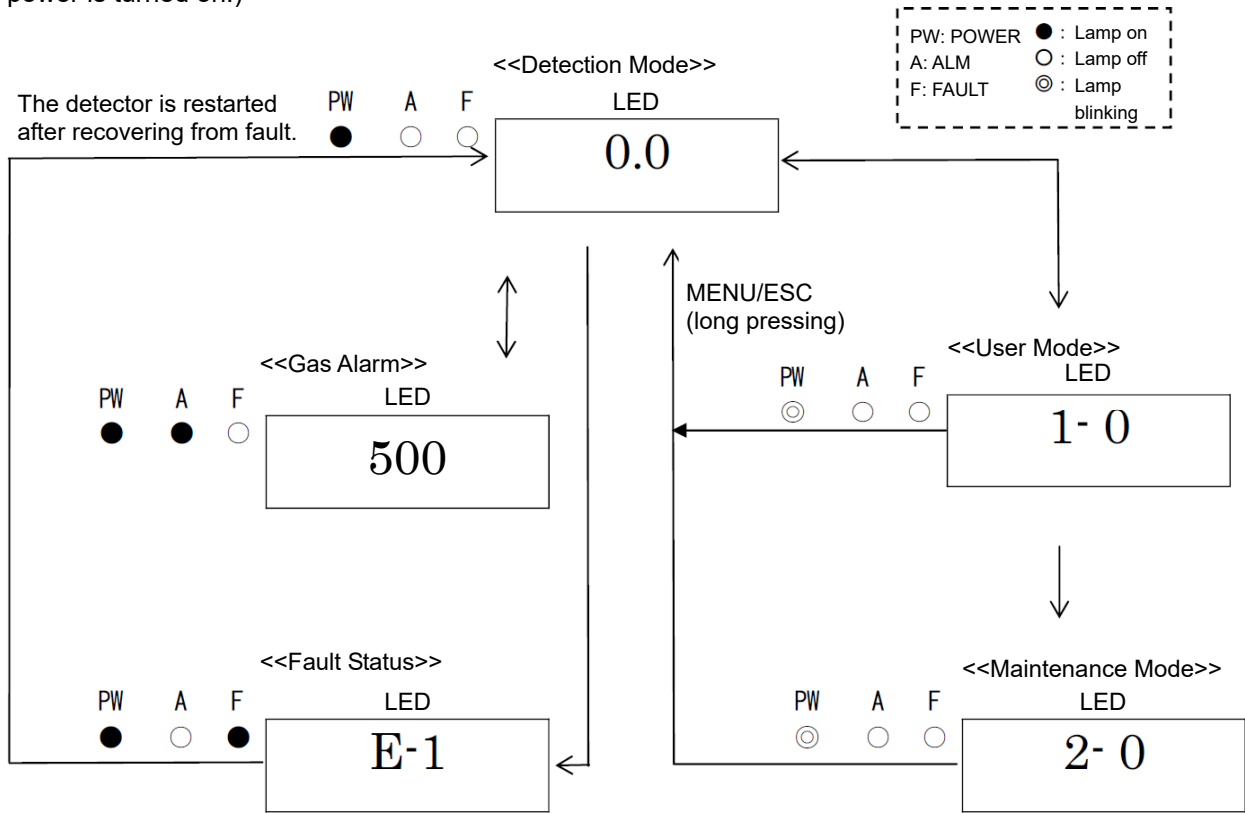 power is turned on.)
PW: POWER ● : Lamp on
A: ALM ○ : Lamp off
F: FAULT ◎ : Lamp
blinking
<<Detection Mode>>
The detector is restarted
after recovering from fault.
PW A F
LED
0.0
MENU/ESC
(long pressing)
<<Gas Alarm>>
PW A F
LED
500
<<User Mode>>
LED
PW A F
1- 0
<<Fault Status>>
PW A F
LED
E-1
<<Maintenance Mode>>
PW A F
LED
2- 0